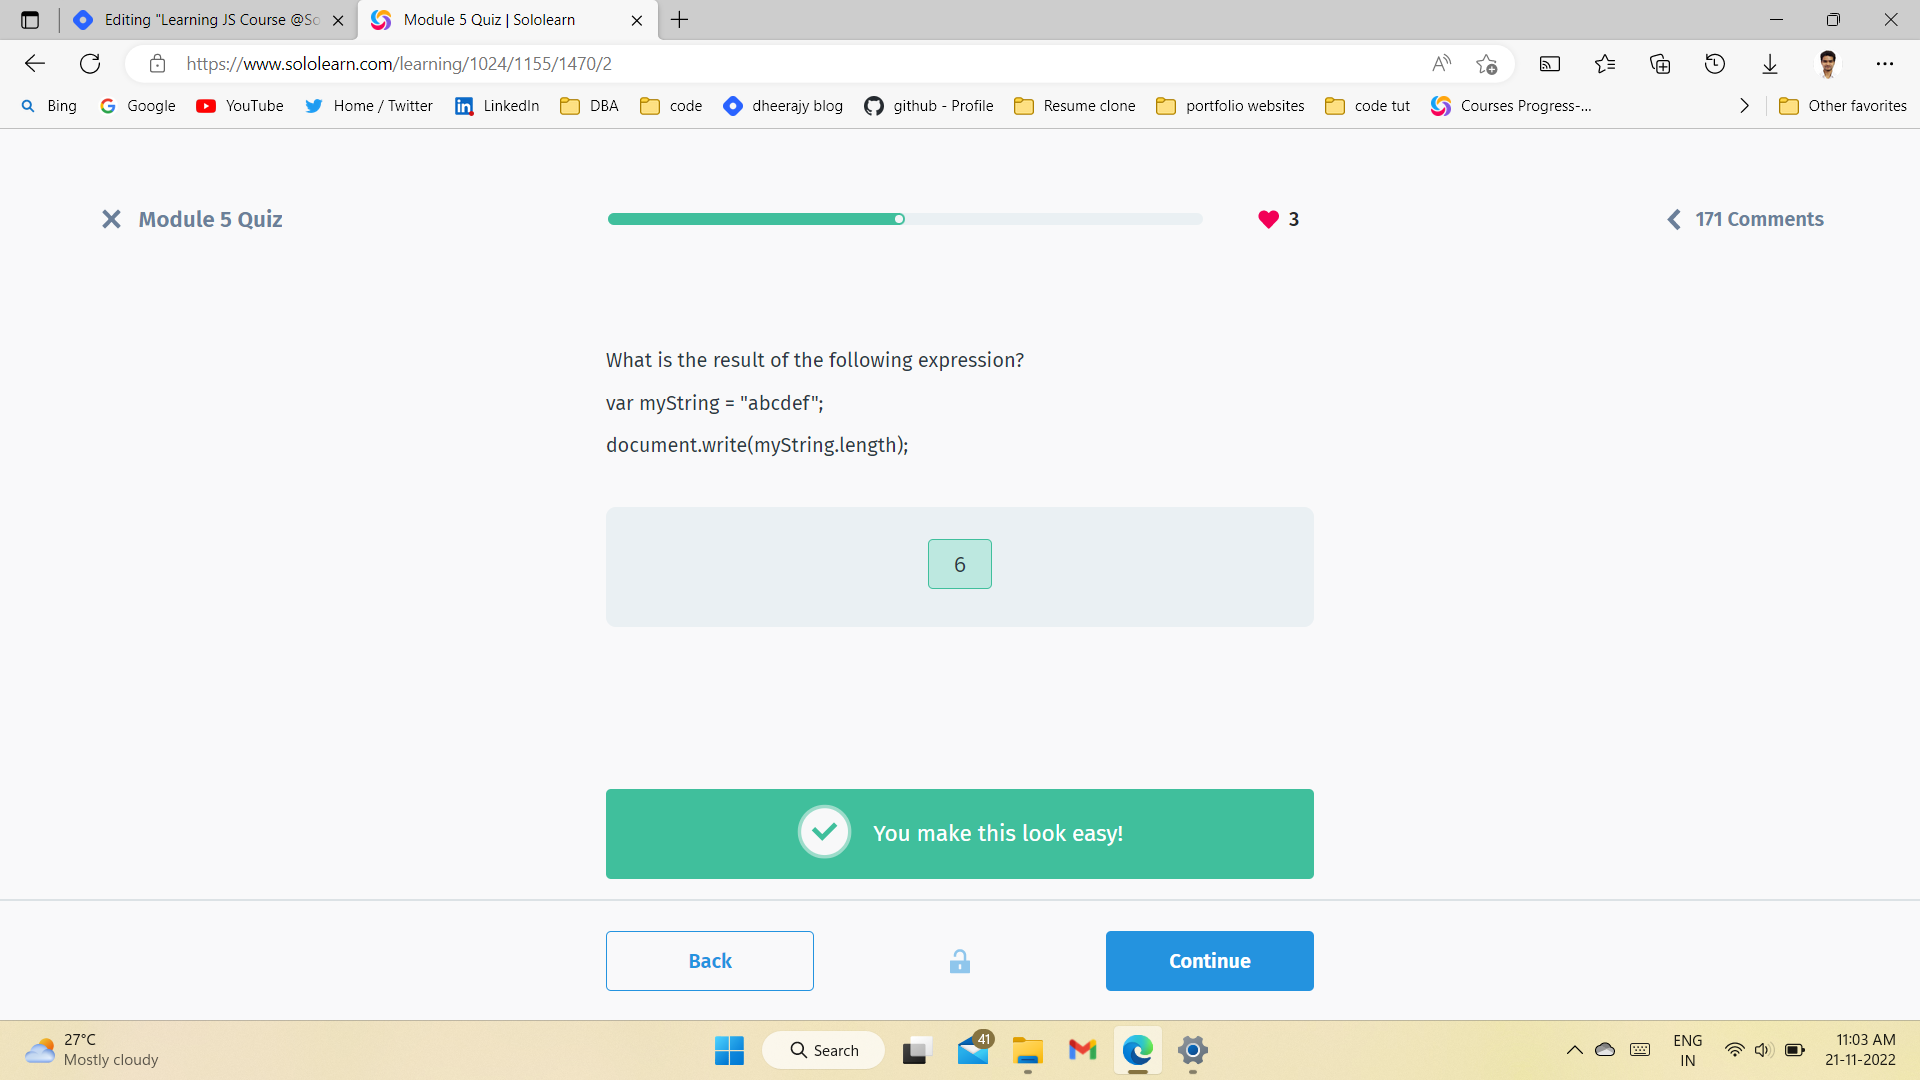 Editing "Learning JS Course @So
Module 5 Quiz | Sololearn
https://www.sololearn.com/learning/1024/1155/1470/2
Bing
Google
YouTube
Home / Twitter
LinkedIn
DBA
code
dheerajy blog
github - Profile
Resume clone
portfolio websites
code tut
Courses Progress-...
Other favorites
Module 5 Quiz
3
171 Comments
What is the result of the following expression?
var myString = "abcdef";
document.write(myString.length);
6
You make this look easy!
Back
Continue
27°C
Mostly cloudy
Search
41
ENG
IN
11:03 AM
21-11-2022